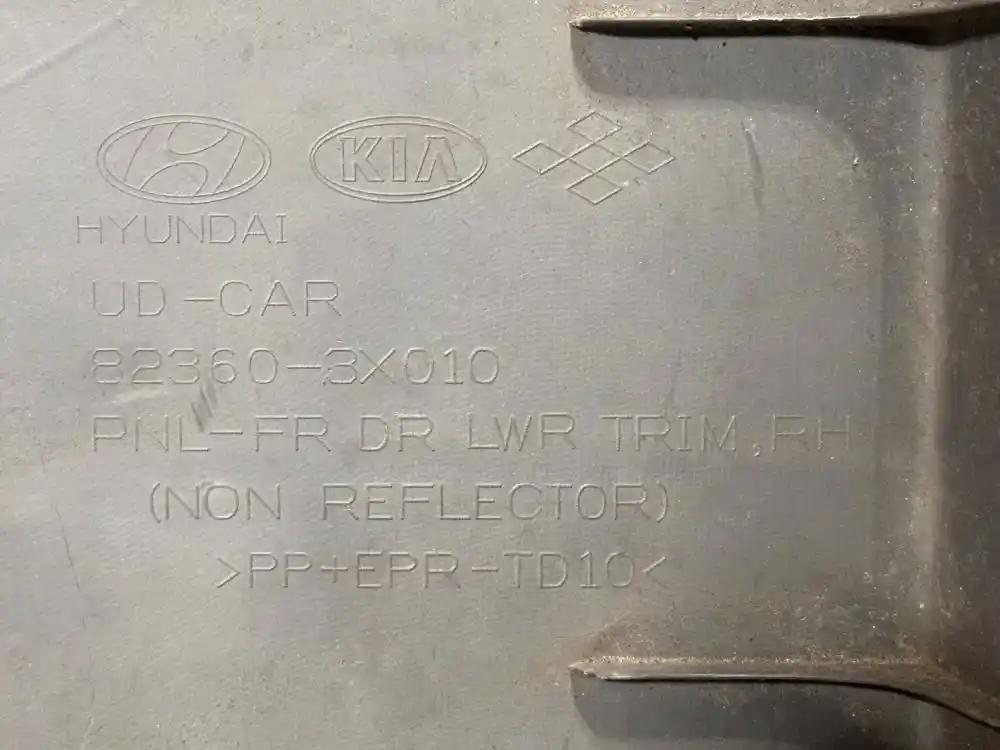 KIA
HYUNDAI
UD-CAR
82360-3X010
PNL-FR DR LWR TRIM,RH
(NON REFLECTOR)
>PP+EPR-TD10<